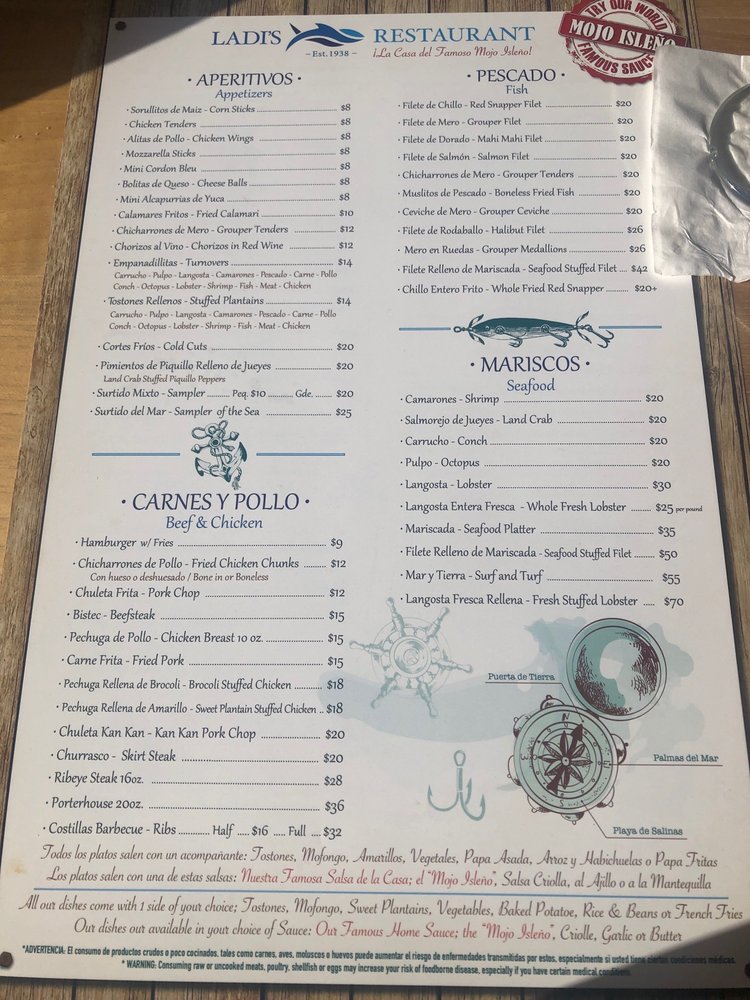 LADI'S RESTAURANT
~Est.1938~ ¡La Casa del Famoso Mojo Isleño!
TRY OUR WORLD
MOJO ISLEÑO
FAMOUS SAUCE
· APERITIVOS ·
Appetizers
· Sorullitos de Maiz - Corn Sticks ........ $8
· Chicken Tenders ........ $8
· Alitas de Pollo - Chicken Wings ........ $8
· Mozzarella Sticks ........ $8
· Mini Cordon Bleu ........ $8
· Bolitas de Queso - Cheese Balls ........ $8
· Mini Alcapurrias de Yuca ........ $8
· Calamares Fritos - Fried Calamari ........ $10
· Chicharrones de Mero - Grouper Tenders ........ $12
· Chorizos al Vino - Chorizos in Red Wine ........ $12
· Empanadillitas - Turnovers ........ $14
Carrucho - Pulpo - Langosta - Camarones - Pescado - Carne - Pollo
Conch - Octopus - Lobster - Shrimp - Fish - Meat - Chicken
· Tostones Rellenos - Stuffed Plantains ........ $14
Carrucho - Pulpo - Langosta - Camarones - Pescado - Carne - Pollo
Conch - Octopus - Lobster - Shrimp - Fish - Meat - Chicken
· Cortes Fríos - Cold Cuts ........ $20
· Pimientos de Piquillo Relleno de Jueyes ........ $20
Land Crab Stuffed Piquillo Peppers
· Surtido Mixto - Sampler ........ Peq. $10 ........ Gde. ........ $20
· Surtido del Mar - Sampler of the Sea ........ $25
· CARNES Y POLLO ·
Beef & Chicken
· Hamburger w/ Fries ........ $9
· Chicharrones de Pollo - Fried Chicken Chunks ........ $12
Con hueso o deshuesado / Bone in or Boneless
· Chuleta Frita - Pork Chop ........ $12
· Bistec - Beefsteak ........ $15
· Pechuga de Pollo - Chicken Breast 10 oz. ........ $15
· Carne Frita - Fried Pork ........ $15
· Pechuga Rellena de Brocoli - Brocoli Stuffed Chicken ........ $18
· Pechuga Rellena de Amarillo - Sweet Plantain Stuffed Chicken .. $18
· Chuleta Kan Kan - Kan Kan Pork Chop ........ $20
· Churrasco - Skirt Steak ........ $20
· Ribeye Steak 16oz. ........ $28
· Porterhouse 20oz. ........ $36
· Costillas Barbecue - Ribs ........ Half .... $16 ..... Full .... $32
· PESCADO ·
Fish
· Filete de Chillo - Red Snapper Filet ........ $20
· Filete de Mero - Grouper Filet ........ $20
· Filete de Dorado - Mahi Mahi Filet ........ $20
· Filete de Salmón - Salmon Filet ........ $20
· Chicharrones de Mero - Grouper Tenders ........ $20
· Muslitos de Pescado - Boneless Fried Fish ........ $20
· Ceviche de Mero - Grouper Ceviche ........ $20
· Filete de Rodaballo - Halibut Filet ........ $26
· Mero en Ruedas - Grouper Medallions ........ $26
· Filete Relleno de Mariscada - Seafood Stuffed Filet .... $42
· Chillo Entero Frito - Whole Fried Red Snapper ........ $20+
· MARISCOS ·
Seafood
· Camarones - Shrimp ........ $20
· Salmorejo de Jueyes - Land Crab ........ $20
· Carrucho - Conch ........ $20
· Pulpo - Octopus ........ $20
· Langosta - Lobster ........ $30
· Langosta Entera Fresca - Whole Fresh Lobster ........ $25 per pound
· Mariscada - Seafood Platter ........ $35
· Filete Relleno de Mariscada - Seafood Stuffed Filet ........ $50
· Mar y Tierra - Surf and Turf ........ $55
· Langosta Fresca Rellena - Fresh Stuffed Lobster ..... $70
Puerta de Tierra
N
Palmas del Mar
Playa de Salinas
Todos los platos salen con un acompañante: Tostones, Mofongo, Amarillos, Vegetales, Papa Asada, Arroz y Habichuelas o Papa Fritas
Los platos salen con una de estas salsas: Nuestra Famosa Salsa de la Casa; el "Mojo Isleño", Salsa Criolla, al Ajillo o a la Mantequilla
All our dishes come with 1 side of your choice; Tostones, Mofongo, Sweet Plantains, Vegetables, Baked Potatoe, Rice & Beans or French Fries
Our dishes our available in your choice of Sauce: Our Famous Home Sauce; the "Mojo Isleño", Criolle, Garlic or Butter
*ADVERTENCIA: El consumo de productos crudos o poco cocinados, tales como carnes, aves, moluscos o huevos puede aumentar el riesgo de enfermedades transmitidas por estos, especialmente si usted tiene ciertas condiciones médicas.
* WARNING: Consuming raw or uncooked meats, poultry, shellfish or eggs may increase your risk of foodborne disease, especially if you have certain medical conditions.